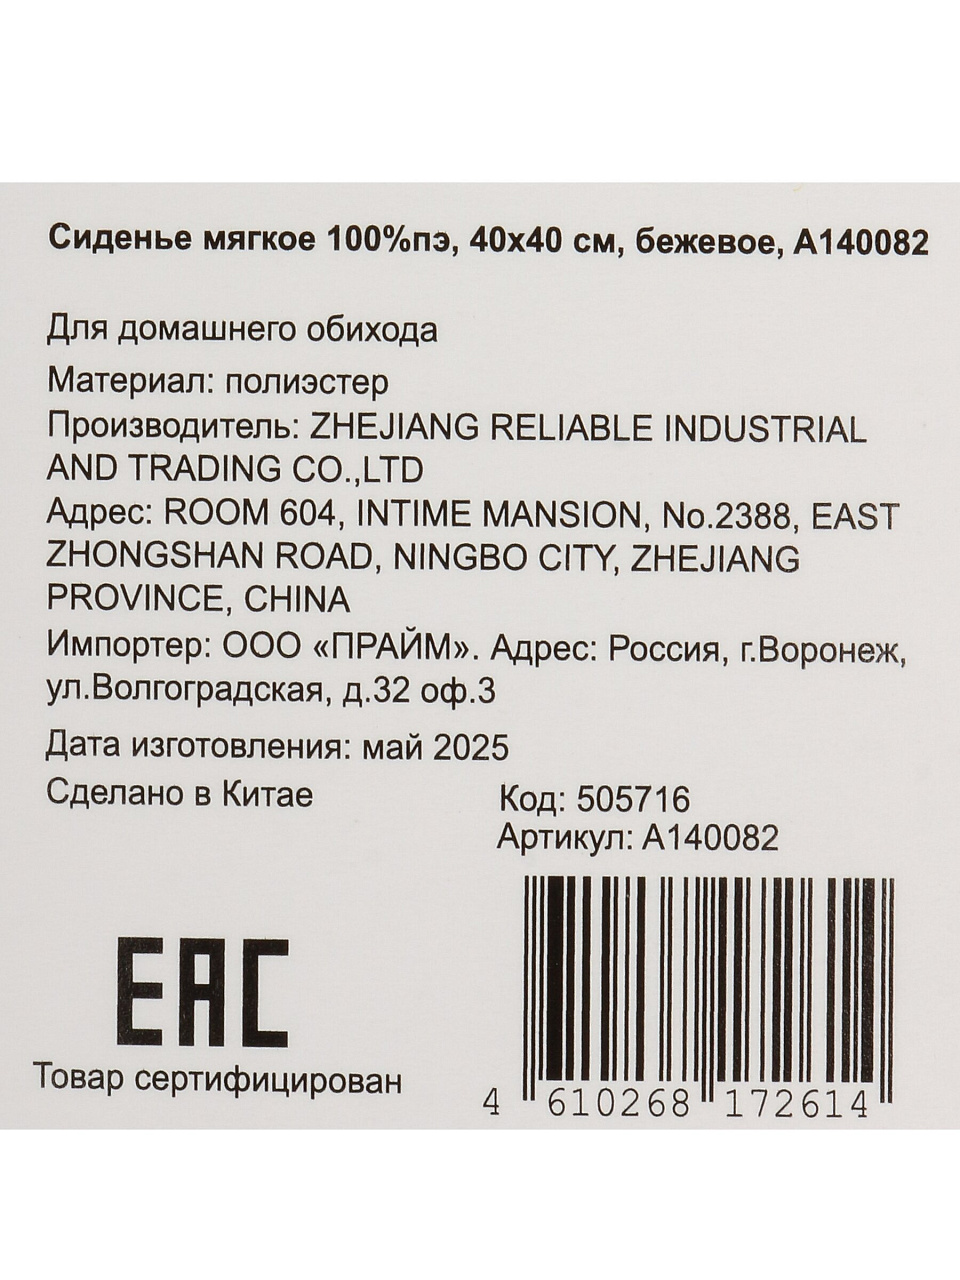 Сиденье мягкое 100%пэ, 40х40 см, бежевое, А140082
Для домашнего обихода
Материал: полиэстер
Производитель: ZHEJIANG RELIABLE INDUSTRIAL
AND TRADING CO.,LTD
Адрес: ROOM 604, INTIME MANSION, No.2388, EAST
ZHONGSHAN ROAD, NINGBO CITY, ZHEJIANG
PROVINCE, CHINA
Импортер: ООО «ПРАЙМ». Адрес: Россия, г.Воронеж,
ул.Волгоградская, д.32 оф.3
Дата изготовления: май 2025
Сделано в Китае
Код: 505716
Артикул: А140082
EAC
Товар сертифицирован
4 610268 172614